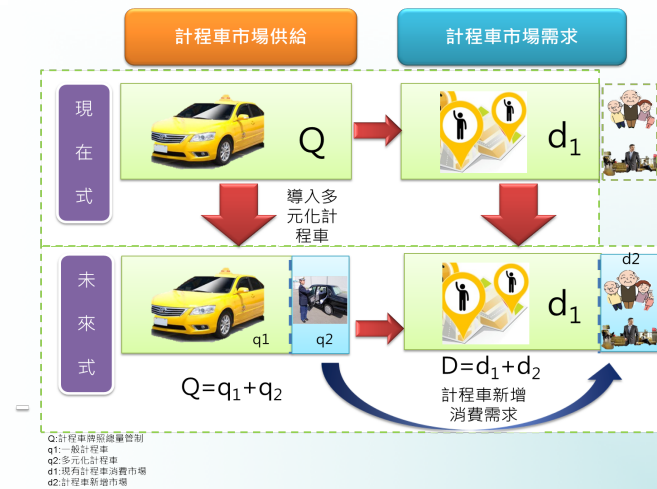 計程車市場供給
計程車市場需求
現
在
式
Q
d₁
導入多
元化計
程車
未
來
式
q1
q2
d₁
d2
Q=q₁+q₂
D=d₁+d₂
計程車新增
消費需求
Q:計程車牌照總量管制
q1:一般計程車
q2:多元化計程車
d1:現有計程車消費市場
d2:計程車新增市場